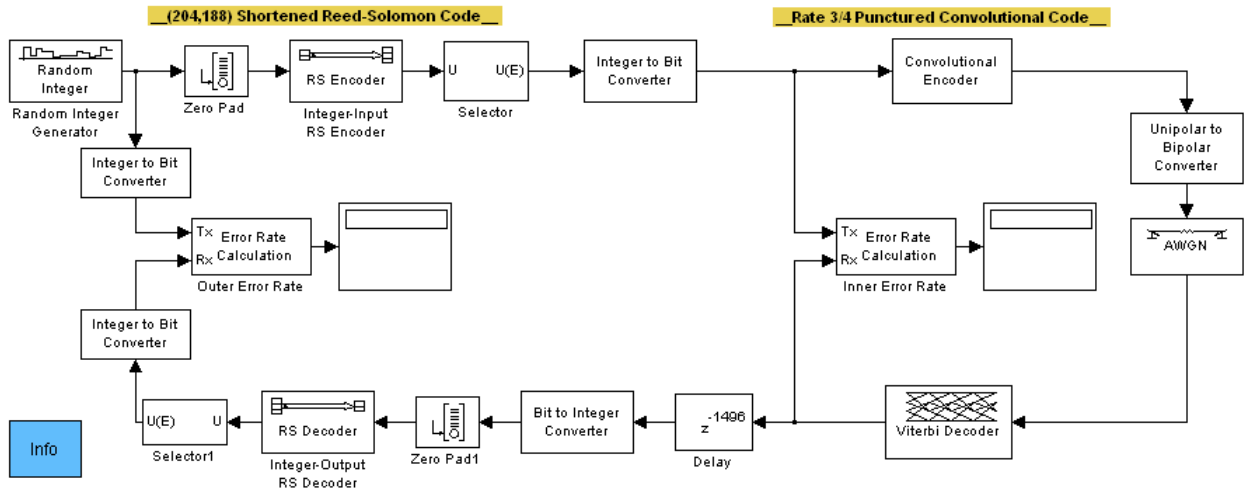 __(204,188) Shortened Reed-Solomon Code__
__Rate 3/4 Punctured Convolutional Code__
Random
Integer
Random Integer
Generator
Zero Pad
RS Encoder
Integer-Input
RS Encoder
U U(E)
Selector
Integer to Bit
Converter
Convolutional
Encoder
Unipolar to
Bipolar
Converter
AWGN
Integer to Bit
Converter
Tx
Rx
Error Rate
Calculation
Outer Error Rate
Tx
Rx
Error Rate
Calculation
Inner Error Rate
Integer to Bit
Converter
U(E) U
Selector1
RS Decoder
Integer-Output
RS Decoder
Zero Pad1
Bit to Integer
Converter
z-1496
Delay
Viterbi Decoder
Info